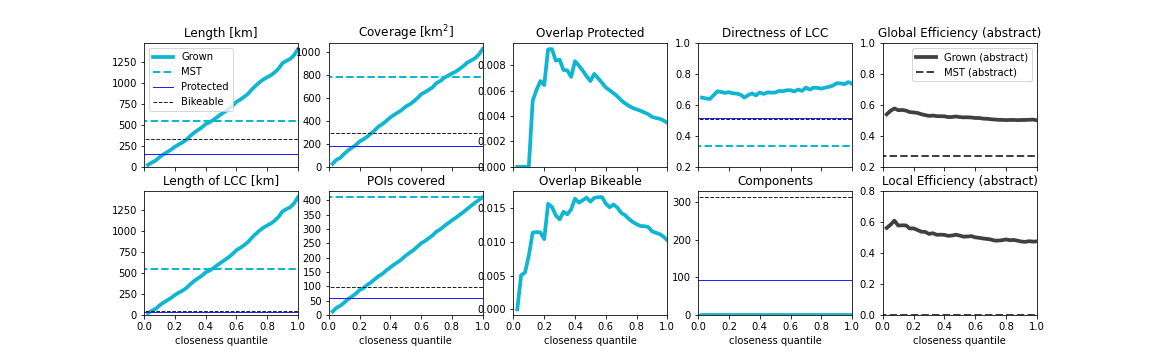 Length [km]
Coverage [km²]
Overlap Protected
Directness of LCC
Global Efficiency (abstract)
Grown
MST
Protected
Bikeable
1250
1000
750
500
250
0
1000
800
600
400
200
0
0.008
0.006
0.004
0.002
0.000
1.0
0.8
0.6
0.4
0.2
Grown (abstract)
MST (abstract)
1.0
0.8
0.6
0.4
0.2
Length of LCC [km]
POIs covered
Overlap Bikeable
Components
Local Efficiency (abstract)
1250
1000
750
500
250
0
400
350
300
250
200
150
100
50
0
0.015
0.010
0.005
0.000
300
200
100
0
0.8
0.6
0.4
0.2
0.0
0.0 0.2 0.4 0.6 0.8 1.0
closeness quantile
0.0 0.2 0.4 0.6 0.8 1.0
closeness quantile
0.0 0.2 0.4 0.6 0.8 1.0
closeness quantile
0.0 0.2 0.4 0.6 0.8 1.0
closeness quantile
0.0 0.2 0.4 0.6 0.8 1.0
closeness quantile